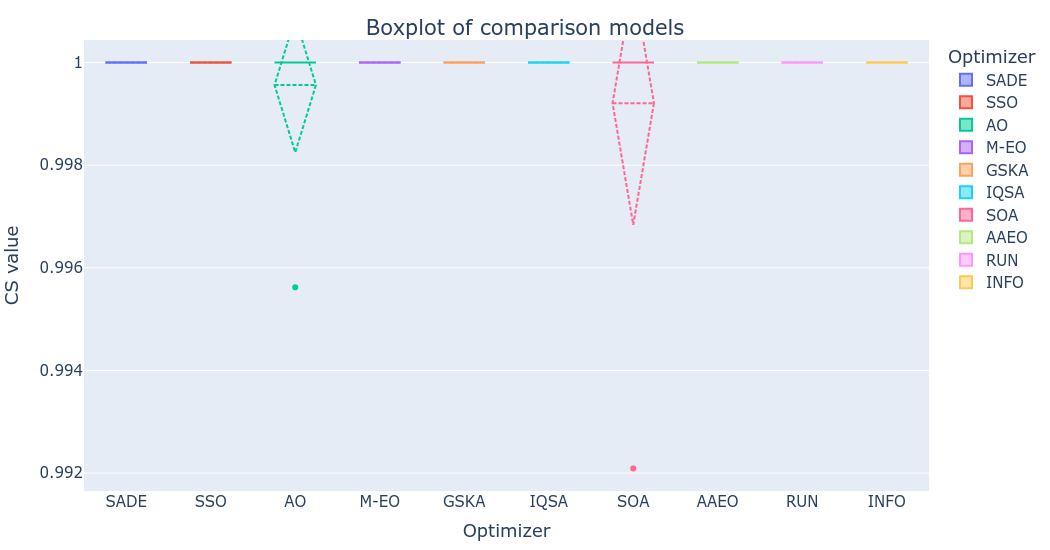 Boxplot of comparison models
CS value
1
0.998
0.996
0.994
0.992
SADE
SSO
AO
M-EO
GSKA
IQSA
SOA
AAEO
RUN
INFO
Optimizer
Optimizer
SADE
SSO
AO
M-EO
GSKA
IQSA
SOA
AAEO
RUN
INFO